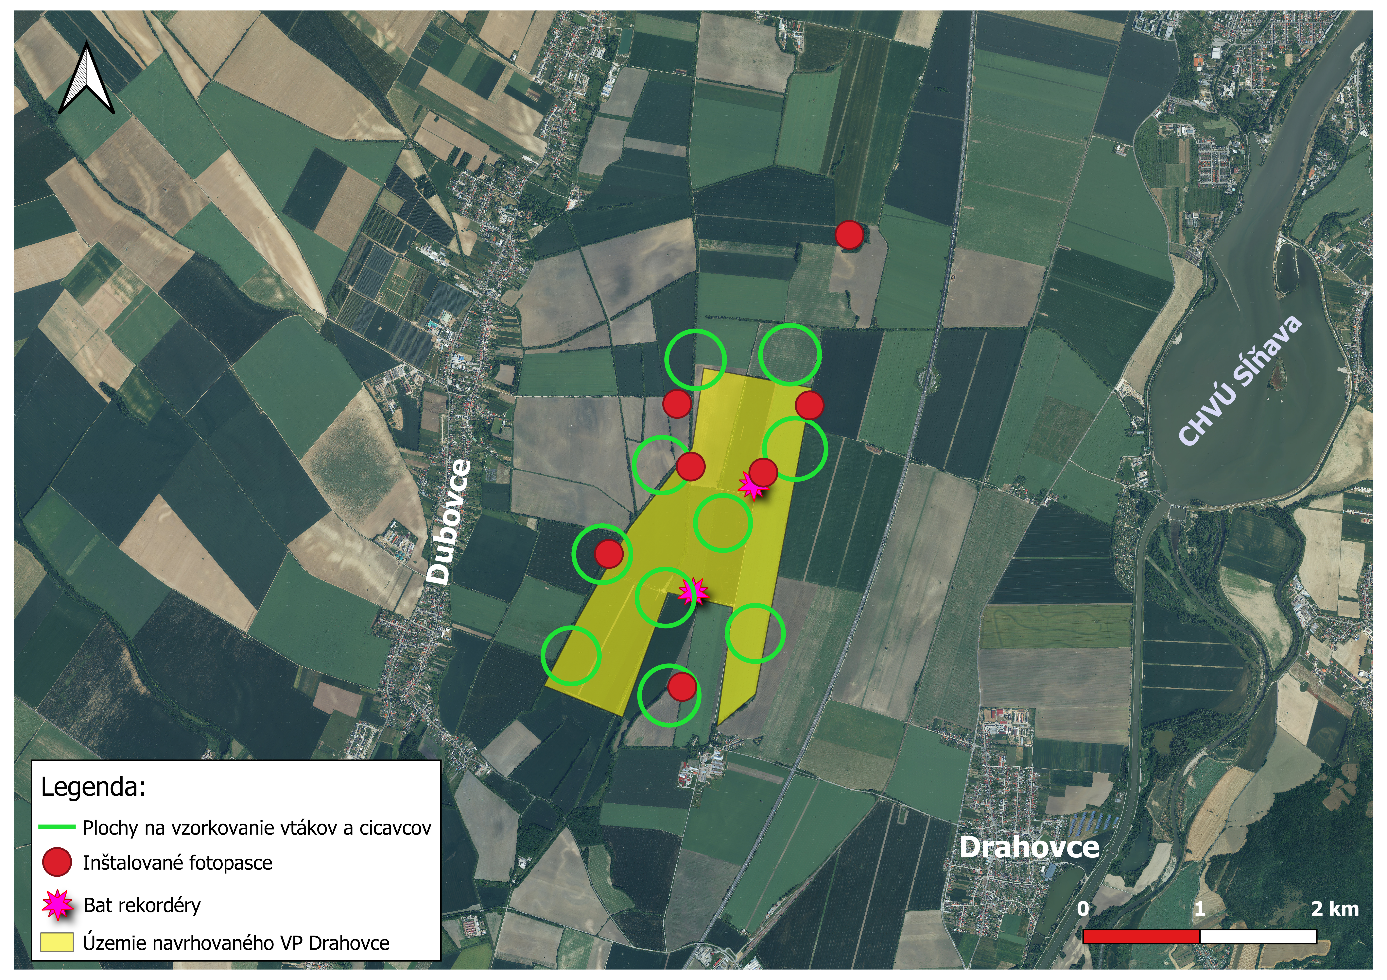 CHVÚ Sĺňava
Dubovce
Legenda:
Plochy na vzorkovanie vtákov a cicavcov
Inštalované fotopasce
Bat rekordéry
Územie navrhovaného VP Drahovce
Drahovce
0 1 2 km